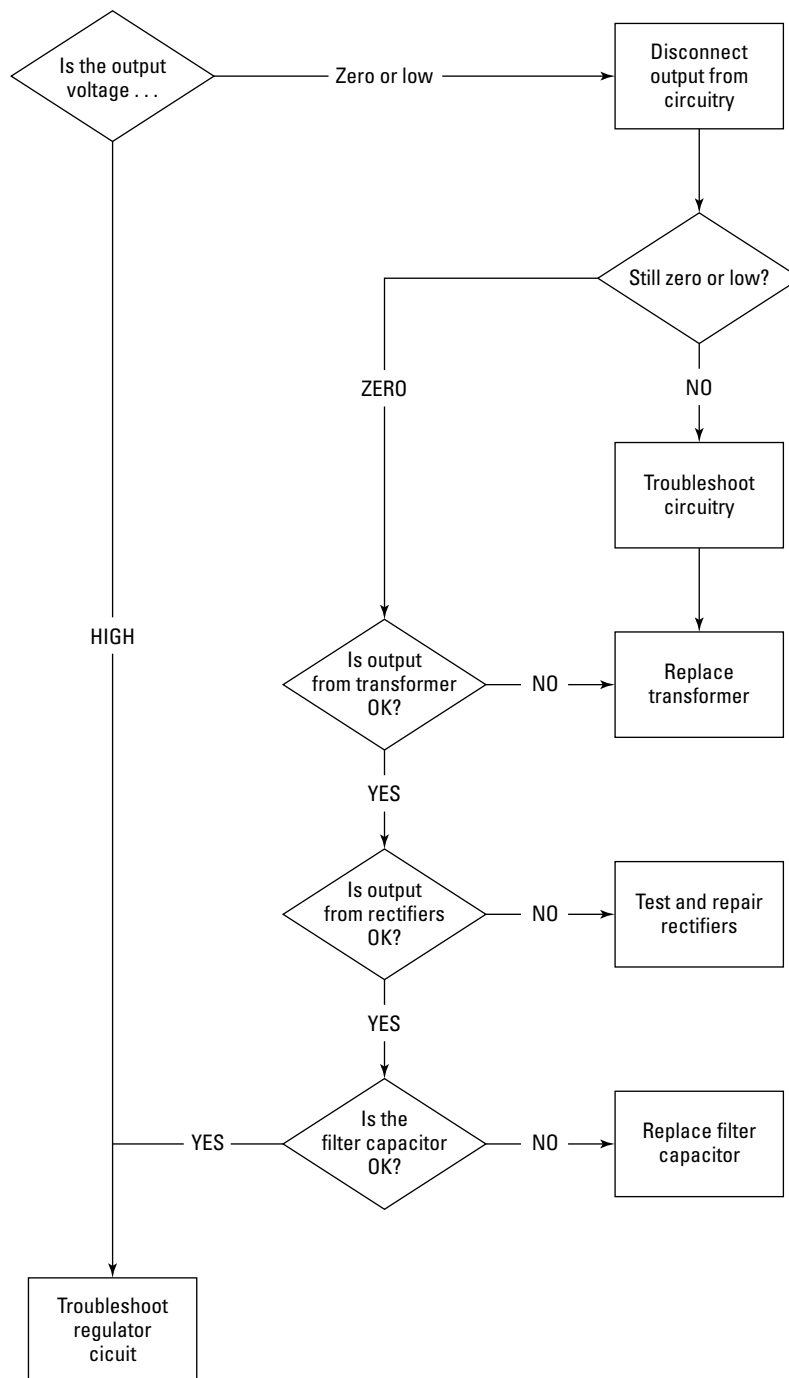 Is the output
voltage . . .
Zero or low
Disconnect
output from
circuitry
Still zero or low?
ZERO
NO
Troubleshoot
circuitry
HIGH
Is output
from transformer
OK?
NO
Replace
transformer
YES
Is output
from rectifiers
OK?
NO
Test and repair
rectifiers
YES
Is the
filter capacitor
OK?
YES
NO
Replace filter
capacitor
Troubleshoot
regulator
cicuit